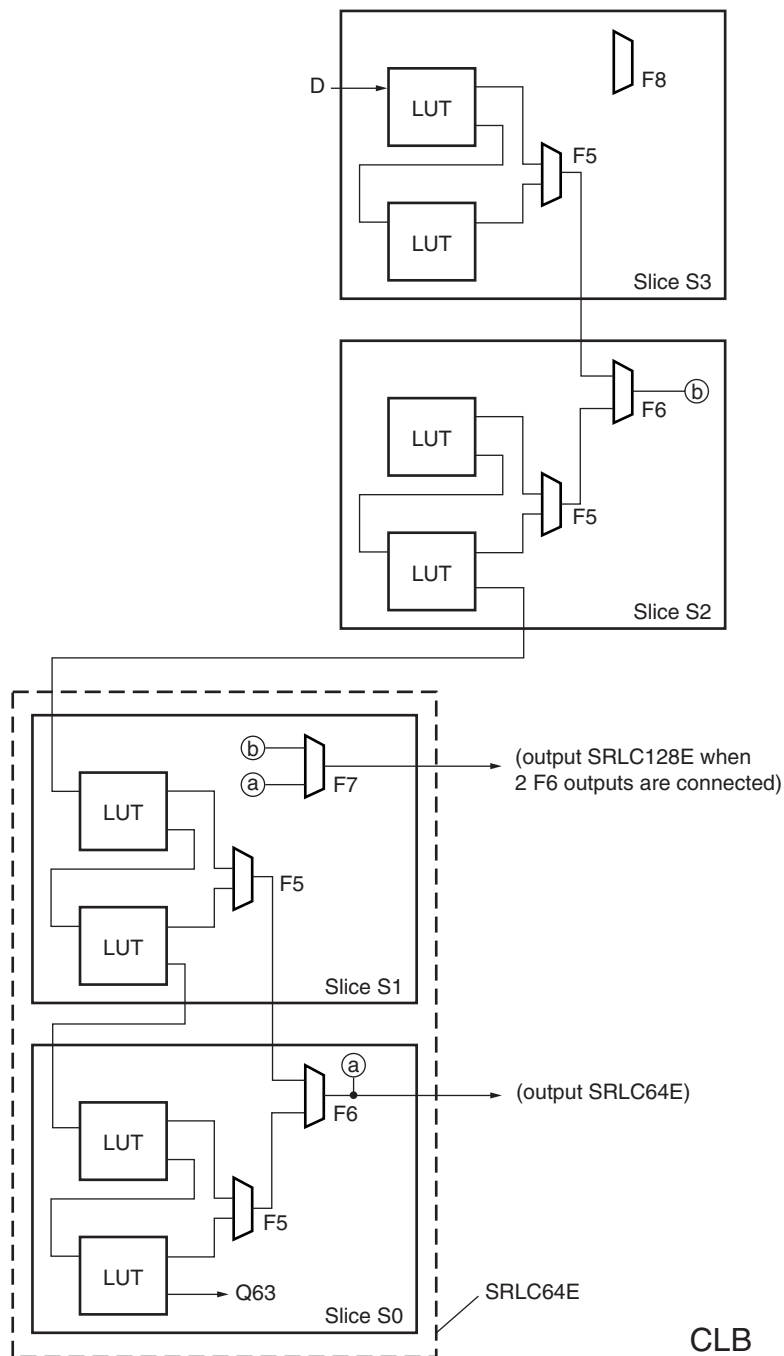 D
LUT
F8
F5
LUT
Slice S3
LUT
F6
b
F5
LUT
Slice S2
b
a
F7
(output SRLC128E when
2 F6 outputs are connected)
LUT
F5
LUT
Slice S1
a
(output SRLC64E)
F6
LUT
F5
LUT
Q63
Slice S0
SRLC64E
CLB